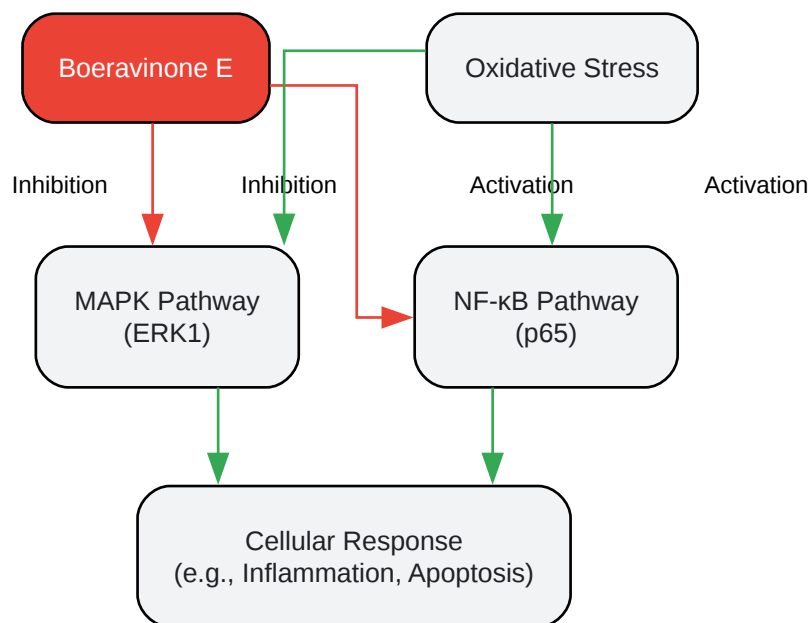 Boeravinone E
Oxidative Stress
Inhibition
Inhibition
Activation
Activation
MAPK Pathway
(ERK1)
NF-κB Pathway
(p65)
Cellular Response
(e.g., Inflammation, Apoptosis)